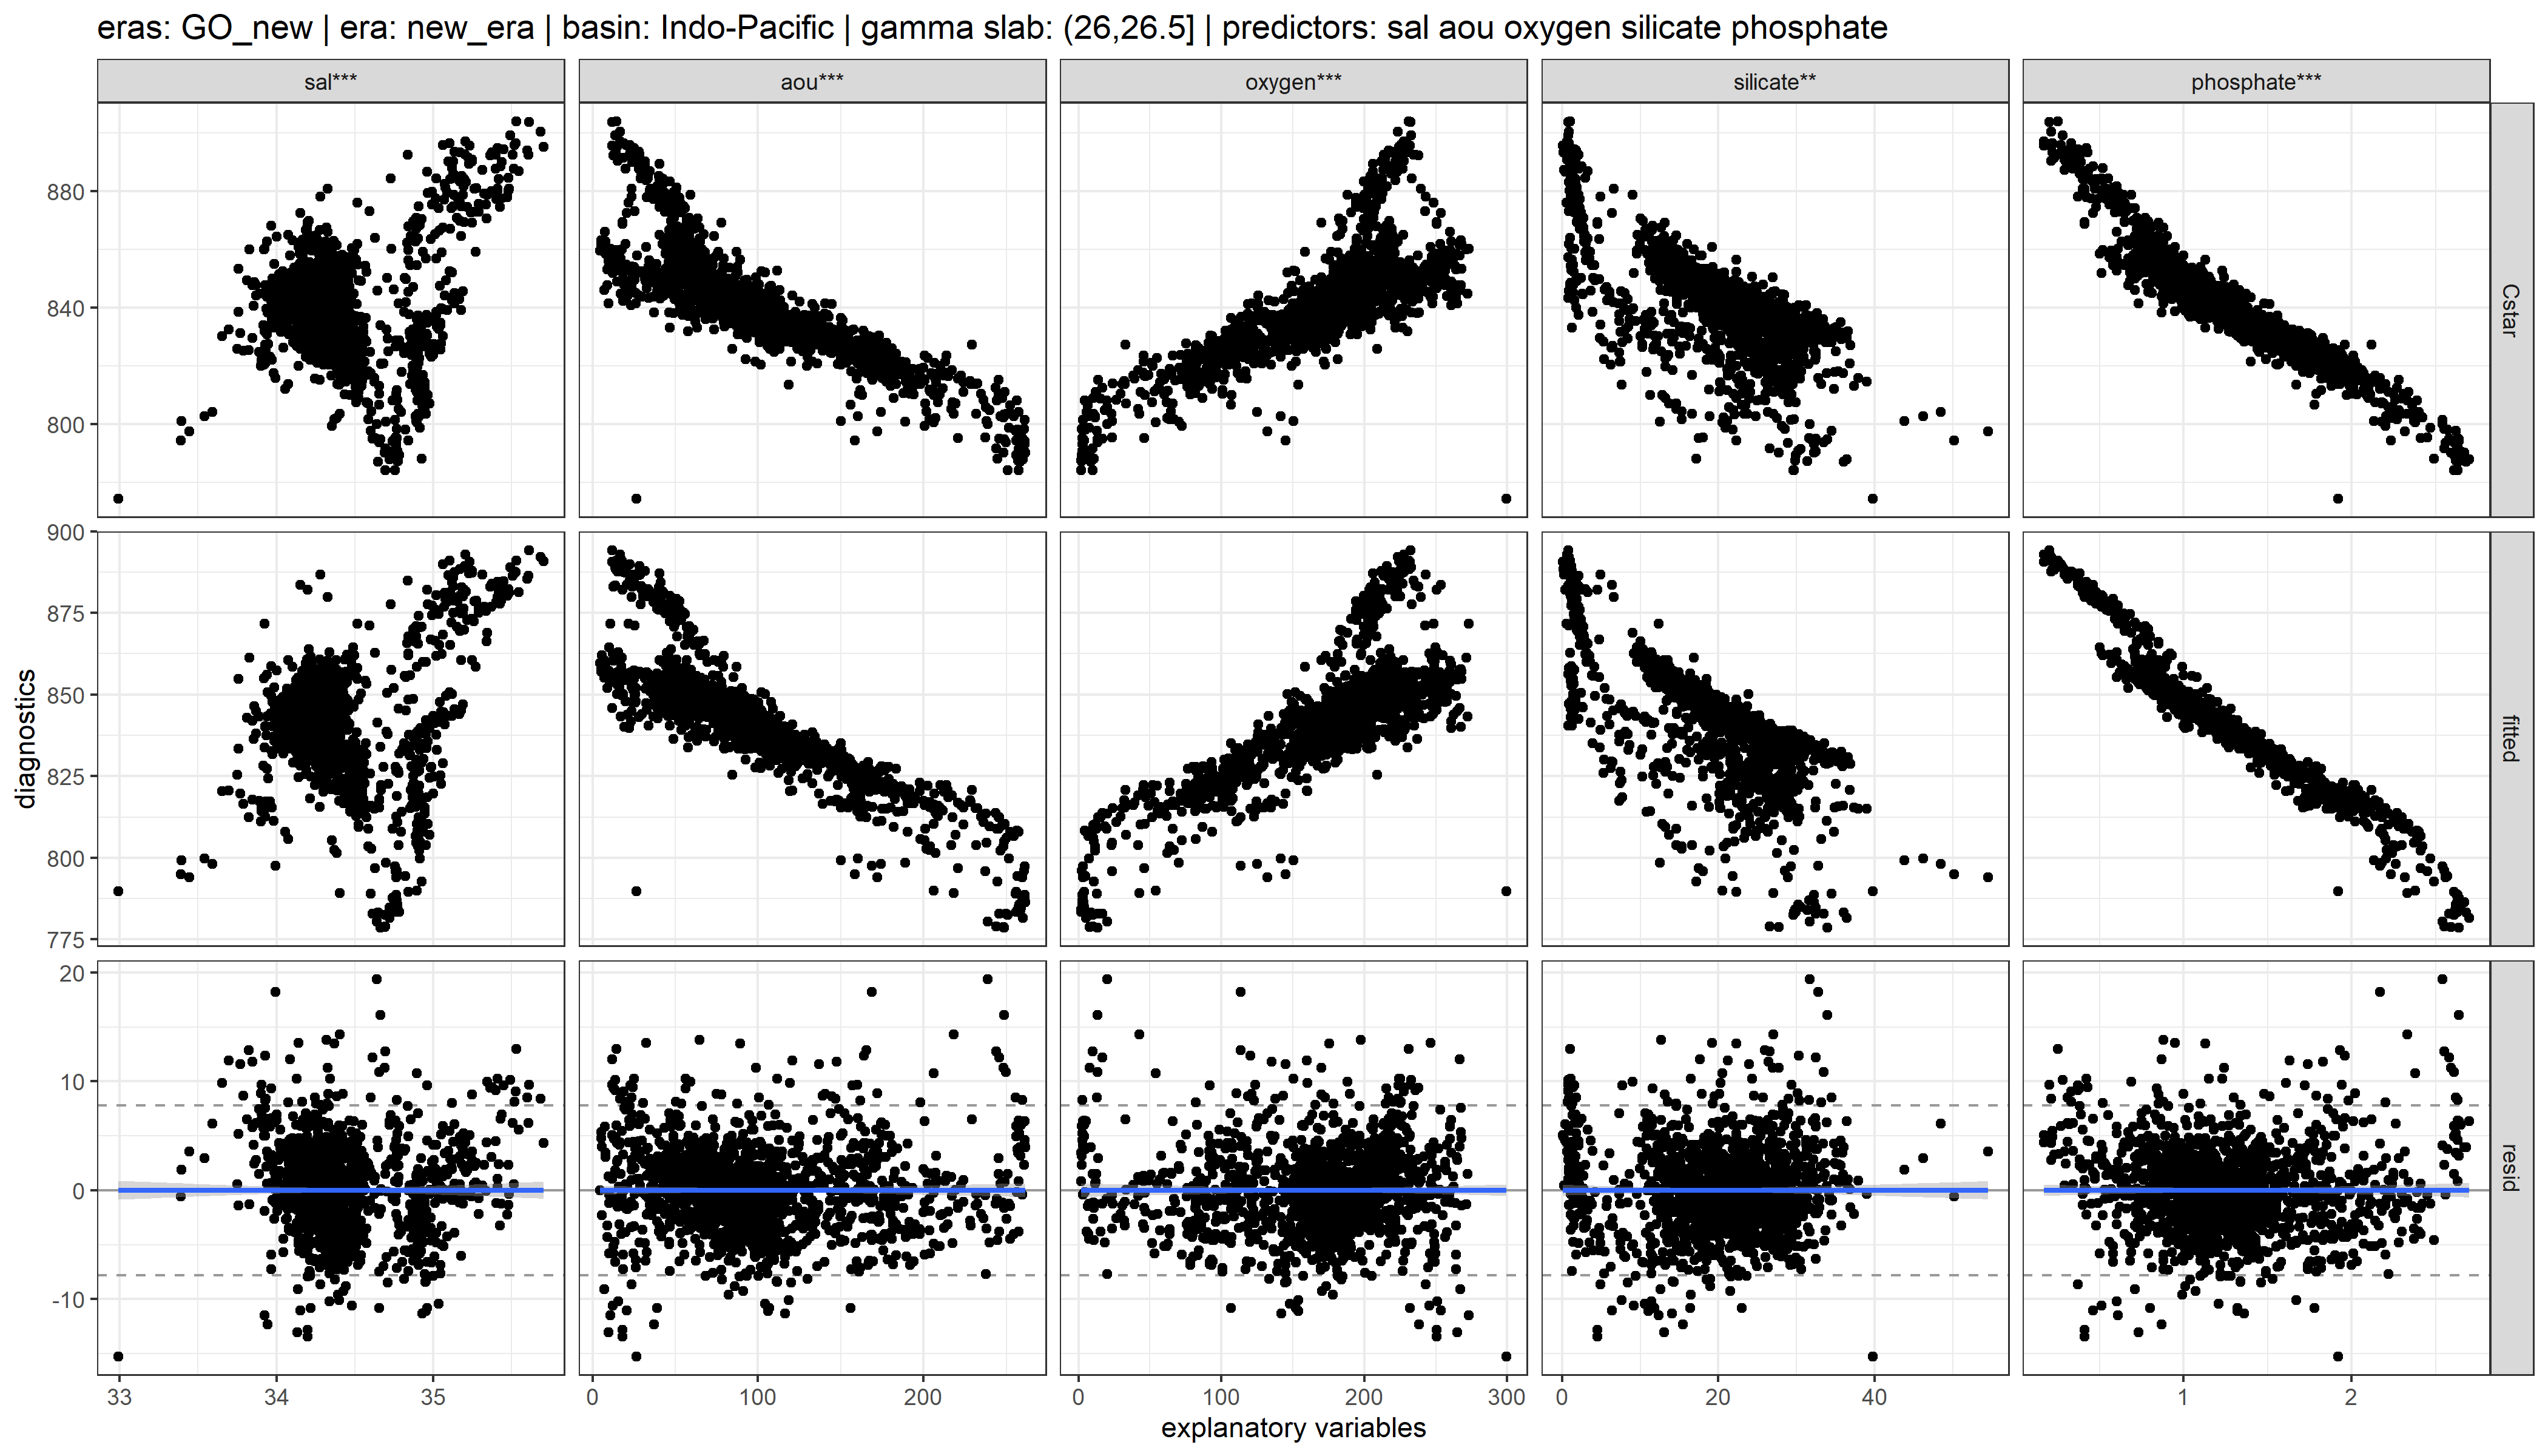 eras: GO_new | era: new_era | basin: Indo-Pacific | gamma slab: (26,26.5] | predictors: sal aou oxygen silicate phosphate
sal*** aou*** oxygen*** silicate** phosphate***
880
840
800
Cstar
900
875
850
825
800
775
fitted
diagnostics
20
10
0
-10
resid
33 34 35 0 100 200 0 100 200 300 0 20 40 1 2
explanatory variables